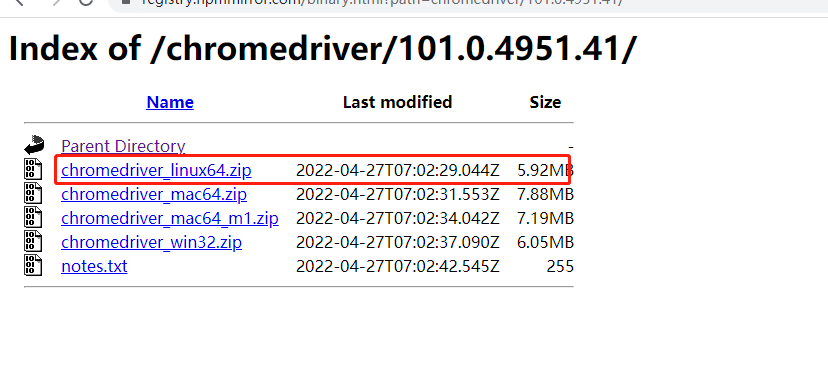 registry.npmmirror.com/binary.html?path=chromedriver/101.0.4951.41/
Index of /chromedriver/101.0.4951.41/
Name Last modified Size
Parent Directory -
chromedriver_linux64.zip 2022-04-27T07:02:29.044Z 5.92MB
chromedriver_mac64.zip 2022-04-27T07:02:31.553Z 7.88MB
chromedriver_mac64_m1.zip 2022-04-27T07:02:34.042Z 7.19MB
chromedriver_win32.zip 2022-04-27T07:02:37.090Z 6.05MB
notes.txt 2022-04-27T07:02:42.545Z 255